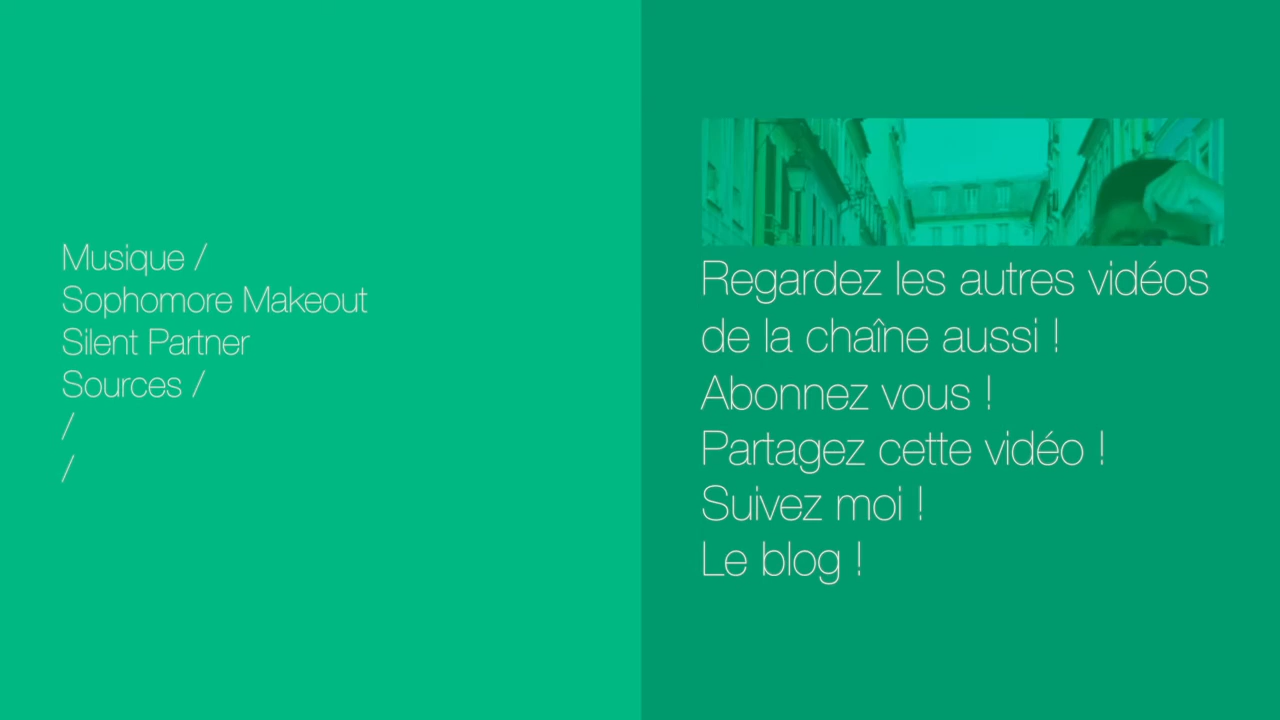 Musique /
Sophomore Makeout
Silent Partner
Sources /
/
/
Regardez les autres vidéos
de la chaîne aussi !
Abonnez vous !
Partagez cette vidéo !
Suivez moi !
Le blog !